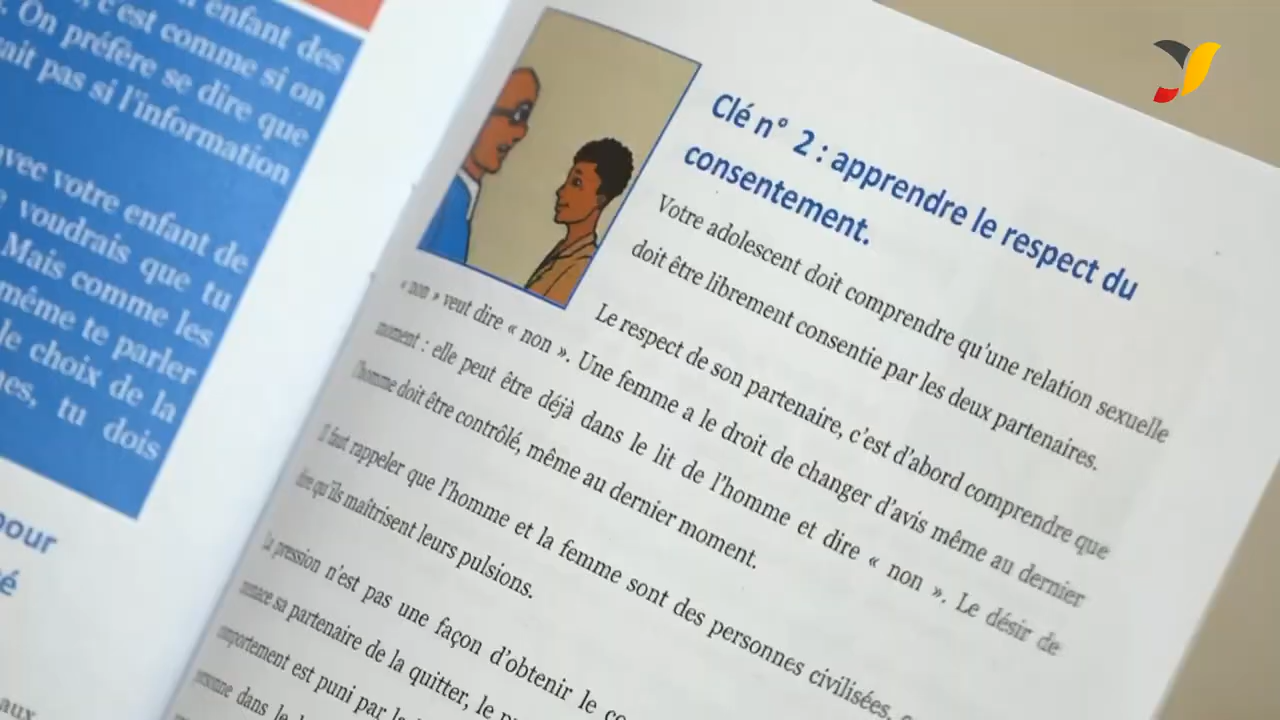 enfant des
c'est comme si on
. On préfère se dire que
ait pas si l'information
avec votre enfant de
voudrais que tu
Mais comme les
même te parler
le choix de la
tu dois
pour
aux
Clé n° 2 : apprendre le respect du
consentement.
Votre adolescent doit comprendre qu'une relation sexuelle
doit être librement consentie par les deux partenaires.
Le respect de son partenaire, c'est d'abord comprendre que
« non » veut dire « non ». Une femme a le droit de changer d'avis même au dernier
moment : elle peut être déjà dans le lit de l'homme et dire « non ». Le désir de
l'homme doit être contrôlé, même au dernier moment.
Il faut rappeler que l'homme et la femme sont des personnes civilisées,
dire qu'ils maîtrisent leurs pulsions.
La pression n'est pas une façon d'obtenir le
menace sa partenaire de la quitter, le
comportement est puni par
personne dans le